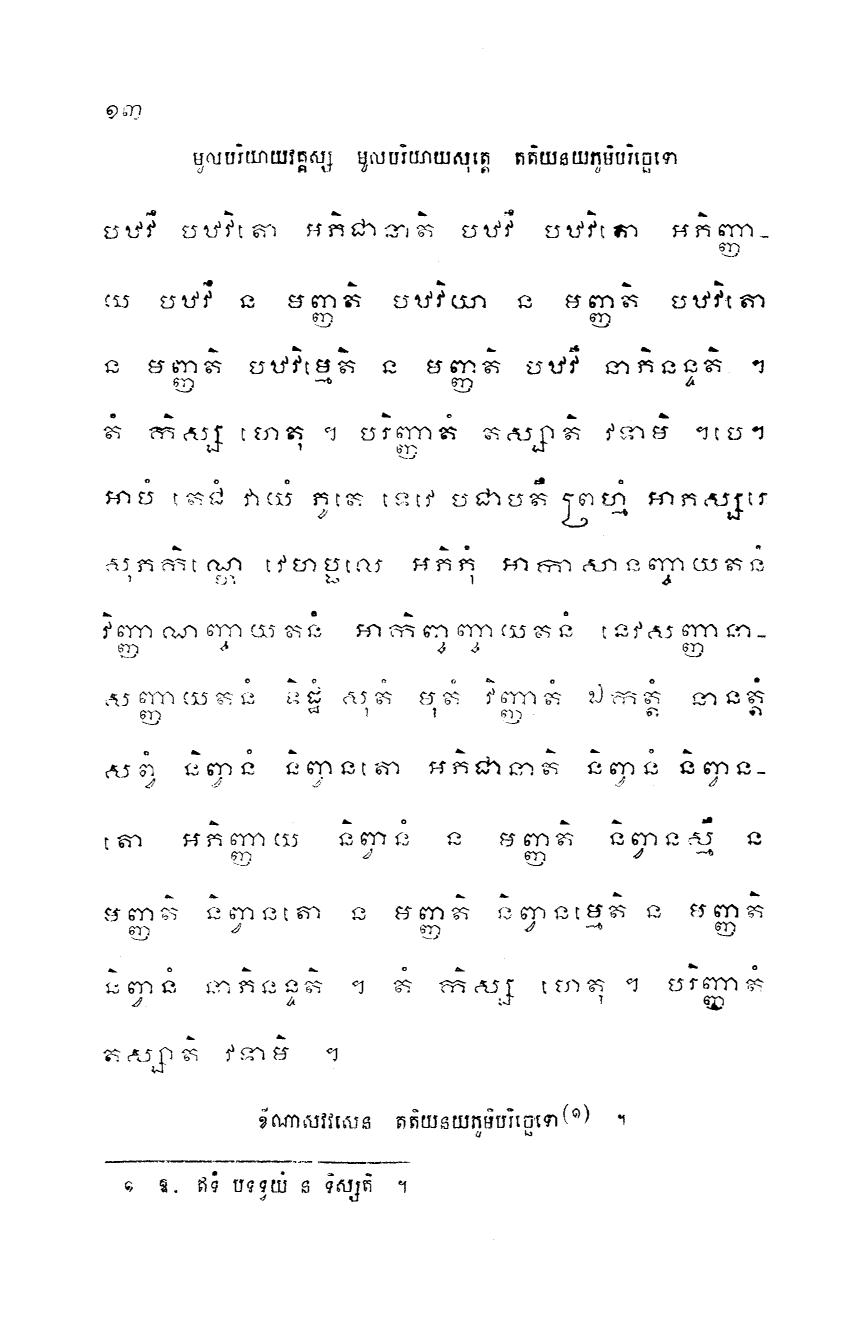 ១៣
មូលបរិយាយវគ្គស្ស មូលបរិយាយសុត្តេ តតិយនយភូមិបរិច្ឆេទោ
បឋវឹ បឋវិតោ អភិជានាតិ បឋវឹ បឋវិតោ អភិញ្ញា-
យ បឋវឹ ន មញ្ញតិ បឋវិយា ន មញ្ញតិ បឋវិតោ
ន មញ្ញតិ បឋវិម្មេតិ ន មញ្ញតិ បឋវឹ នាភិនន្ទតិ ។
តំ កិស្ស ហេតុ ។ បរិញ្ញាតំ តស្សាតិ វទាមិ ។បេ។
អាបំ តេជំ វាយំ ភូតេ ទេវេ បជាបតឹ ព្រហ្មំ អាភស្សរេ
សុភកិណ្ហេ វេហប្ផលេ អភិភុំ អាកាសានញ្ចាយតនំ
វិញ្ញាណញ្ចាយតនំ អាកិញ្ចញ្ញាយតនំ នេវសញ្ញានា-
សញ្ញាយតនំ ទិដ្ឋំ សុតំ មុតំ វិញ្ញាតំ ឯកត្តំ នានត្តំ
សព្វំ និព្វានំ និព្វានតោ អភិជានាតិ និព្វានំ និព្វាន-
តោ អភិញ្ញាយ និព្វានំ ន មញ្ញតិ និព្វានស្មឹ ន
មញ្ញតិ និព្វានតោ ន មញ្ញតិ និព្វានម្មេតិ ន មញ្ញតិ
និព្វានំ នាភិនន្ទតិ ។ តំ កិស្ស ហេតុ ។ បរិញ្ញាតំ
តស្សាតិ វទាមិ ។
ខីណាសវវសេន តតិយនយភូមិបរិច្ឆេទោ(១) ។
១ ឱ. ឥទំ បទទ្វយំ ន ទិស្សតិ ។